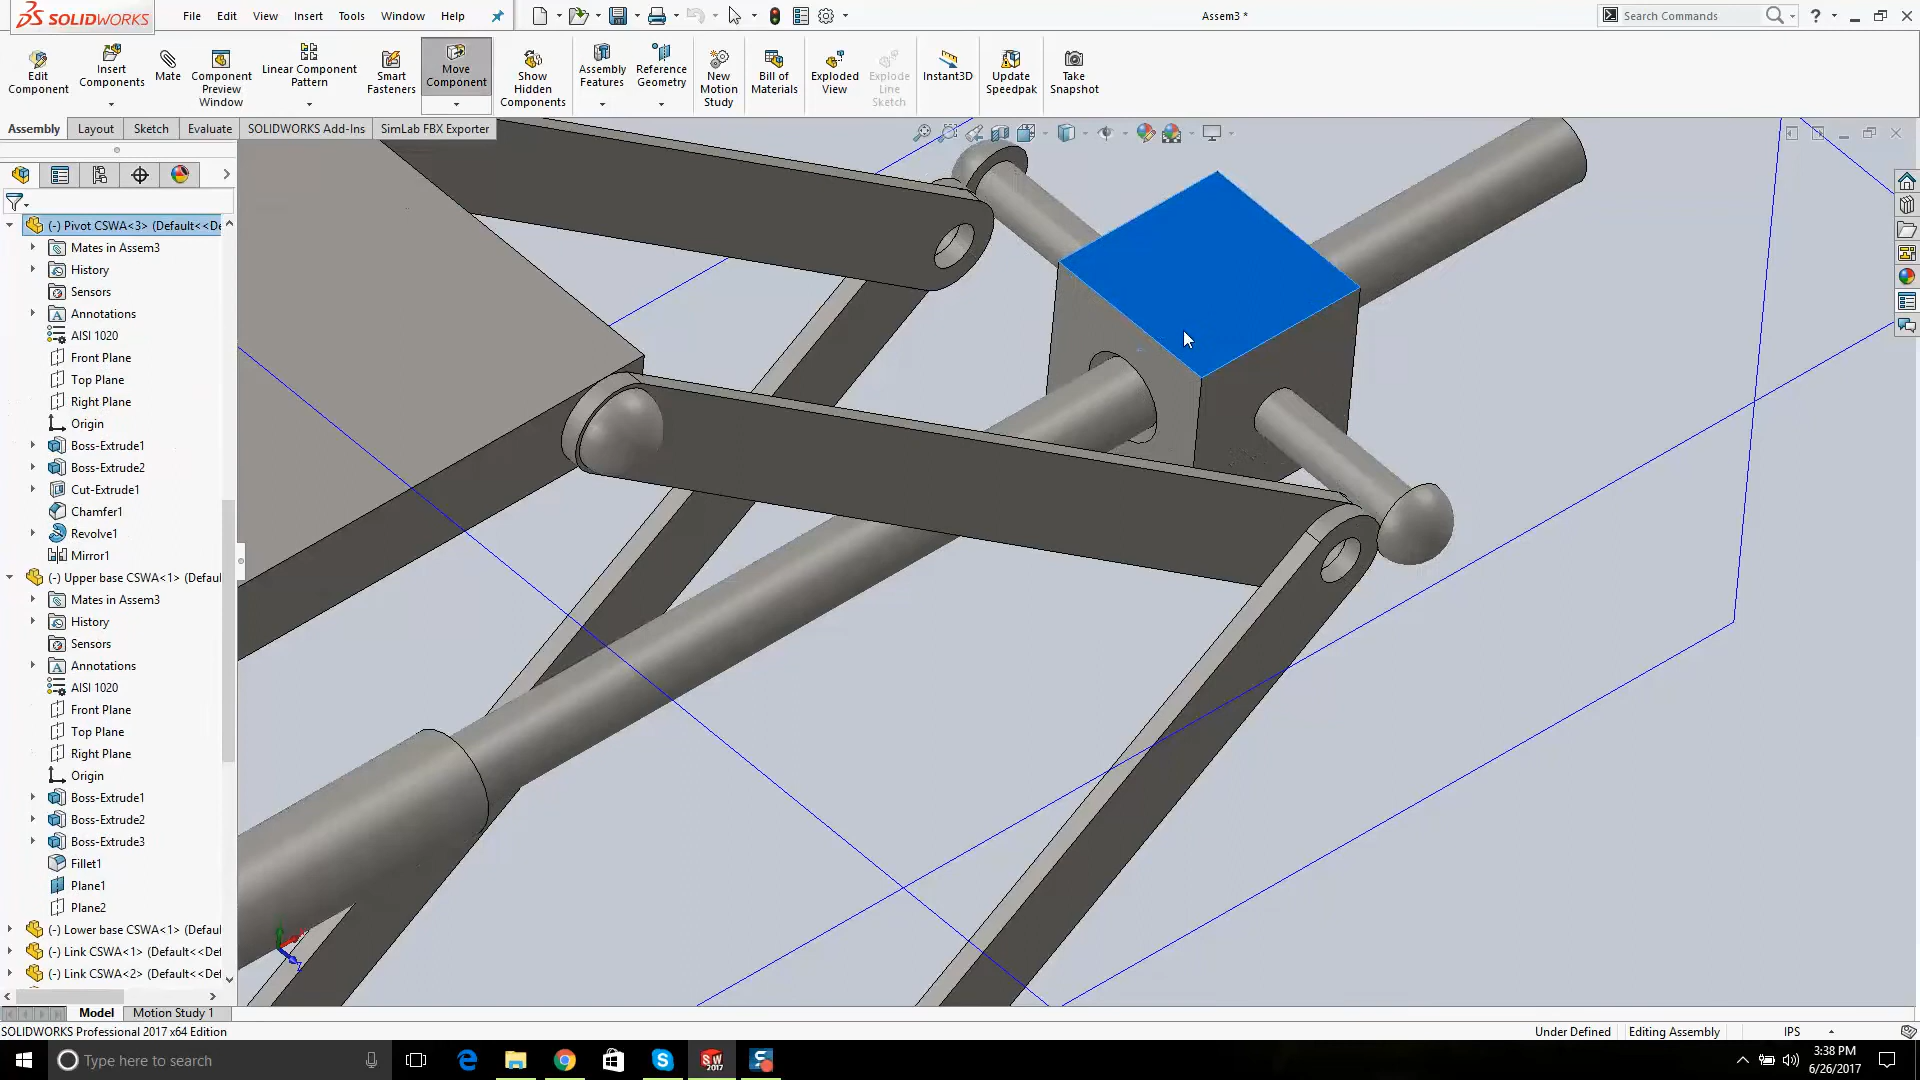 SOLIDWORKS
File Edit View Insert Tools Window Help
Assem3 *
Search Commands
Edit Component
Insert Components
Mate
Component Preview Window
Linear Component Pattern
Smart Fasteners
Move Component
Show Hidden Components
Assembly Features
Reference Geometry
New Motion Study
Bill of Materials
Exploded View
Explode Line Sketch
Instant3D
Update Speedpak
Take Snapshot
Assembly Layout Sketch Evaluate SOLIDWORKS Add-Ins SimLab FBX Exporter
(-) Pivot CSWA<3> (Default<<De
Mates in Assem3
History
Sensors
Annotations
AISI 1020
Front Plane
Top Plane
Right Plane
Origin
Boss-Extrude1
Boss-Extrude2
Cut-Extrude1
Chamfer1
Revolve1
Mirror1
(-) Upper base CSWA<1> (Defaul
Mates in Assem3
History
Sensors
Annotations
AISI 1020
Front Plane
Top Plane
Right Plane
Origin
Boss-Extrude1
Boss-Extrude2
Boss-Extrude3
Fillet1
Plane1
Plane2
(-) Lower base CSWA<1> (Defaul
(-) Link CSWA<1> (Default<<Def
(-) Link CSWA<2> (Default<<Def
Model Motion Study 1
SOLIDWORKS Professional 2017 x64 Edition
Under Defined Editing Assembly IPS
Type here to search
SW 2017
3:38 PM
6/26/2017